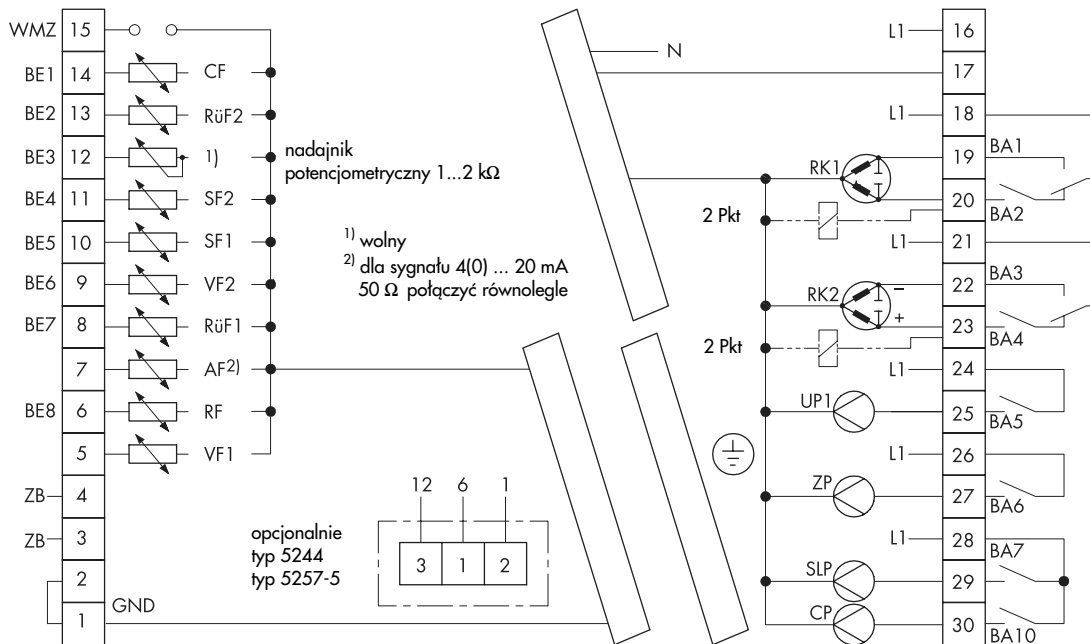 WMZ 15
BE1 14 CF
BE2 13 RüF2
BE3 12 1)
BE4 11 SF2
BE5 10 SF1
BE6 9 VF2
BE7 8 RüF1
7 AF2)
BE8 6 RF
5 VF1
ZB 4
ZB 3
2
1 GND
nadajnik
potencjometryczny 1...2 kΩ
1) wolny
2) dla sygnału 4(0) ... 20 mA
50 Ω połączyć równolegle
opcjonalnie
typ 5244
typ 5257-5
12 6 1
3 1 2
L1 16
N
17
L1 18
RK1 19 BA1
20
2 Pkt BA2
L1 21
22 BA3
RK2 − +
23
2 Pkt BA4
L1 24
UP1 25 BA5
L1 26
ZP 27 BA6
L1 28
BA7
SLP 29
CP 30 BA10